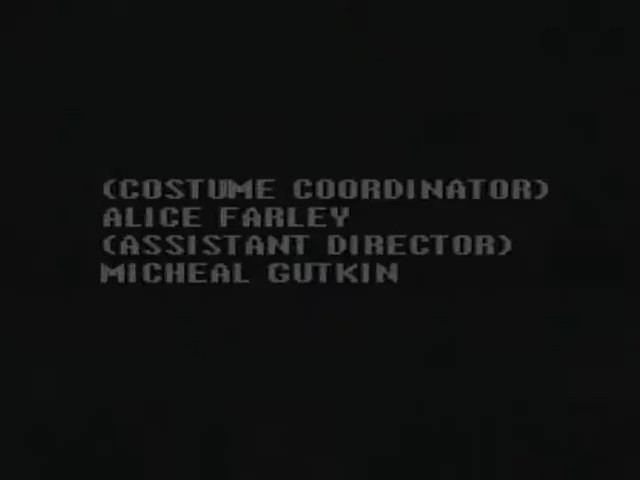 (COSTUME COORDINATOR)
ALICE FARLEY
(ASSISTANT DIRECTOR)
MICHEAL GUTKIN